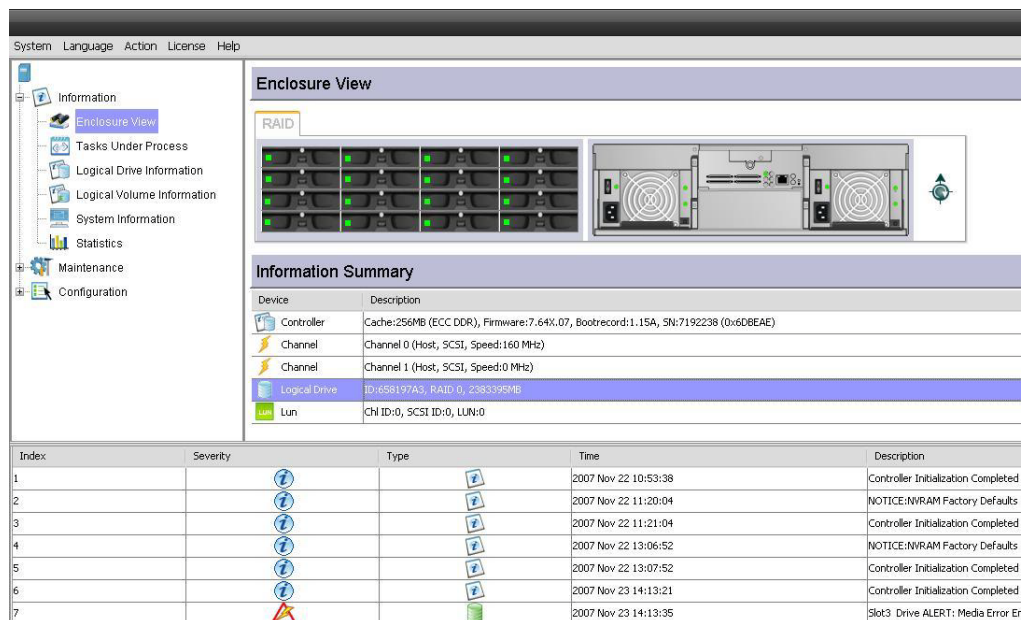 System Language Action License Help
Information
Enclosure View
Tasks Under Process
Logical Drive Information
Logical Volume Information
System Information
Statistics
Maintenance
Configuration
Enclosure View
RAID
Information Summary
Device Description
Controller Cache:256MB (ECC DDR), Firmware:7.64X.07, Bootrecord:1.15A, SN:7192238 (0x6DBEAE)
Channel Channel 0 (Host, SCSI, Speed:160 MHz)
Channel Channel 1 (Host, SCSI, Speed:0 MHz)
Logical Drive ID:658197A3, RAID 0, 2383395MB
LUN Lun Chl ID:0, SCSI ID:0, LUN:0
Index Severity Type Time Description
1 2007 Nov 22 10:53:38 Controller Initialization Completed
2 2007 Nov 22 11:20:04 NOTICE:NVRAM Factory Defaults
3 2007 Nov 22 11:21:04 Controller Initialization Completed
4 2007 Nov 22 13:06:52 NOTICE:NVRAM Factory Defaults
5 2007 Nov 22 13:07:52 Controller Initialization Completed
6 2007 Nov 23 14:13:21 Controller Initialization Completed
7 2007 Nov 23 14:13:35 Slot3 Drive ALERT: Media Error